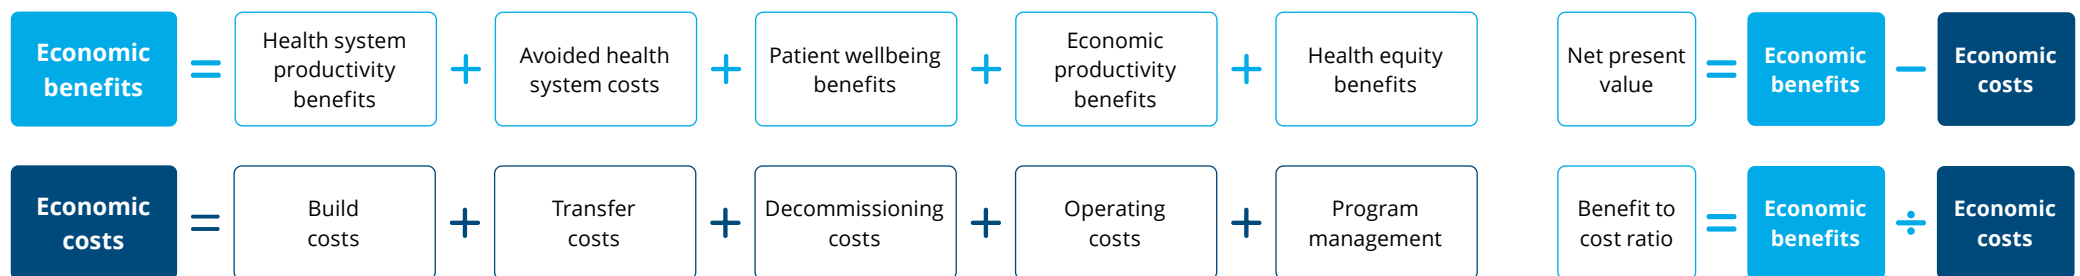 Economic
benefits
=
Health system
productivity
benefits
+
Avoided health
system costs
+
Patient wellbeing
benefits
+
Economic
productivity
benefits
+
Health equity
benefits
Net present
value
=
Economic
benefits
−
Economic
costs
Economic
costs
=
Build
costs
+
Transfer
costs
+
Decommissioning
costs
+
Operating
costs
+
Program
management
Benefit to
cost ratio
=
Economic
benefits
÷
Economic
costs